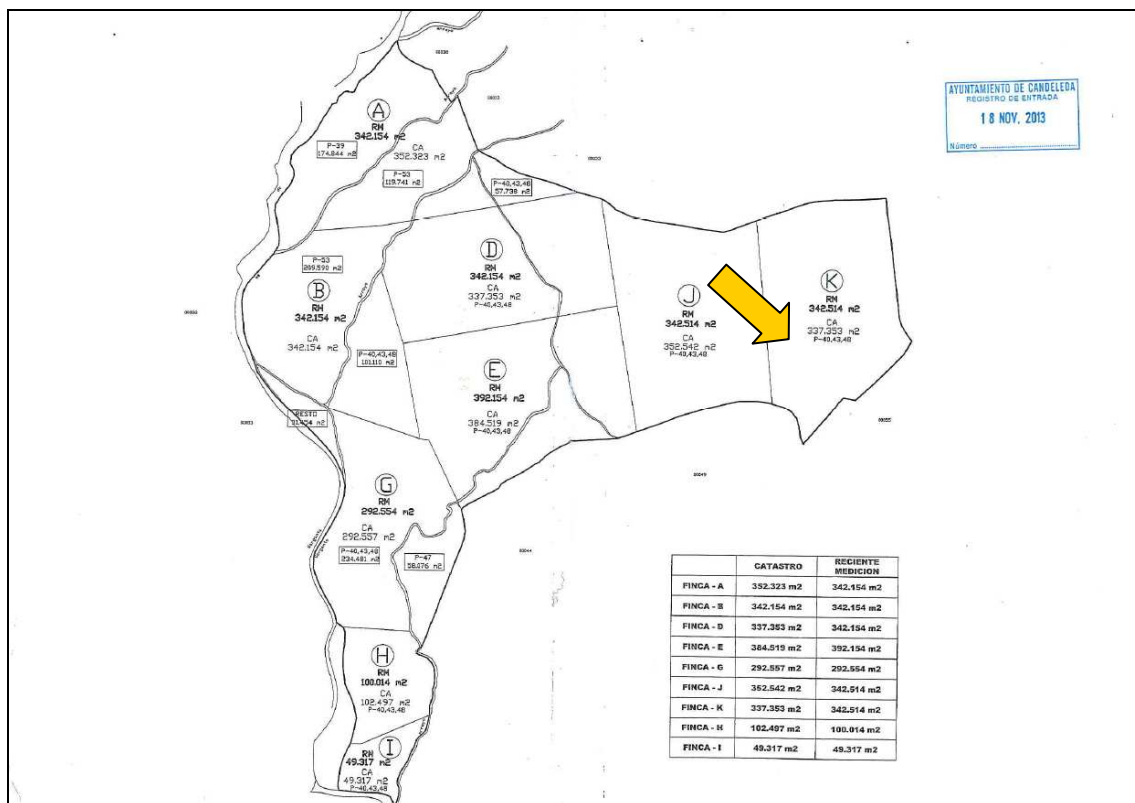 Arroyo
AYUNTAMIENTO DE CANDELEDA
REGISTRO DE ENTRADA
18 NOV. 2013
Número
A
RM
342.154 m2
CA
352.323 m2
P-39
174.844 m2
P-53
119.741 m2
P-40,43,48
57.738 m2
P-53
209.590 m2
B
RM
342.154 m2
CA
342.154 m2
Arroyo
P-40,43,48
101.110 m2
D
RM
342.154 m2
CA
337.353 m2
P-40,43,48
E
RM
392.154 m2
CA
384.519 m2
P-40,43,48
J
RM
342.514 m2
CA
352.542 m2
P-40,43,48
K
RM
342.514 m2
CA
337.353 m2
P-40,43,48
RESTO
G
RM
292.554 m2
CA
292.557 m2
P-40,43,48
234.481 m2
P-47
58.076 m2
Garganta
Garganta
H
RM
100.014 m2
CA
102.497 m2
P-40,43,48
I
RM
49.317 m2
CA
49.317 m2
P-40,43,48
CATASTRO RECIENTE MEDICION
FINCA - A 352.323 m2 342.154 m2
FINCA - B 342.154 m2 342.154 m2
FINCA - D 337.353 m2 342.154 m2
FINCA - E 384.519 m2 392.154 m2
FINCA - G 292.557 m2 292.554 m2
FINCA - J 352.542 m2 342.514 m2
FINCA - K 337.353 m2 342.514 m2
FINCA - H 102.497 m2 100.014 m2
FINCA - I 49.317 m2 49.317 m2